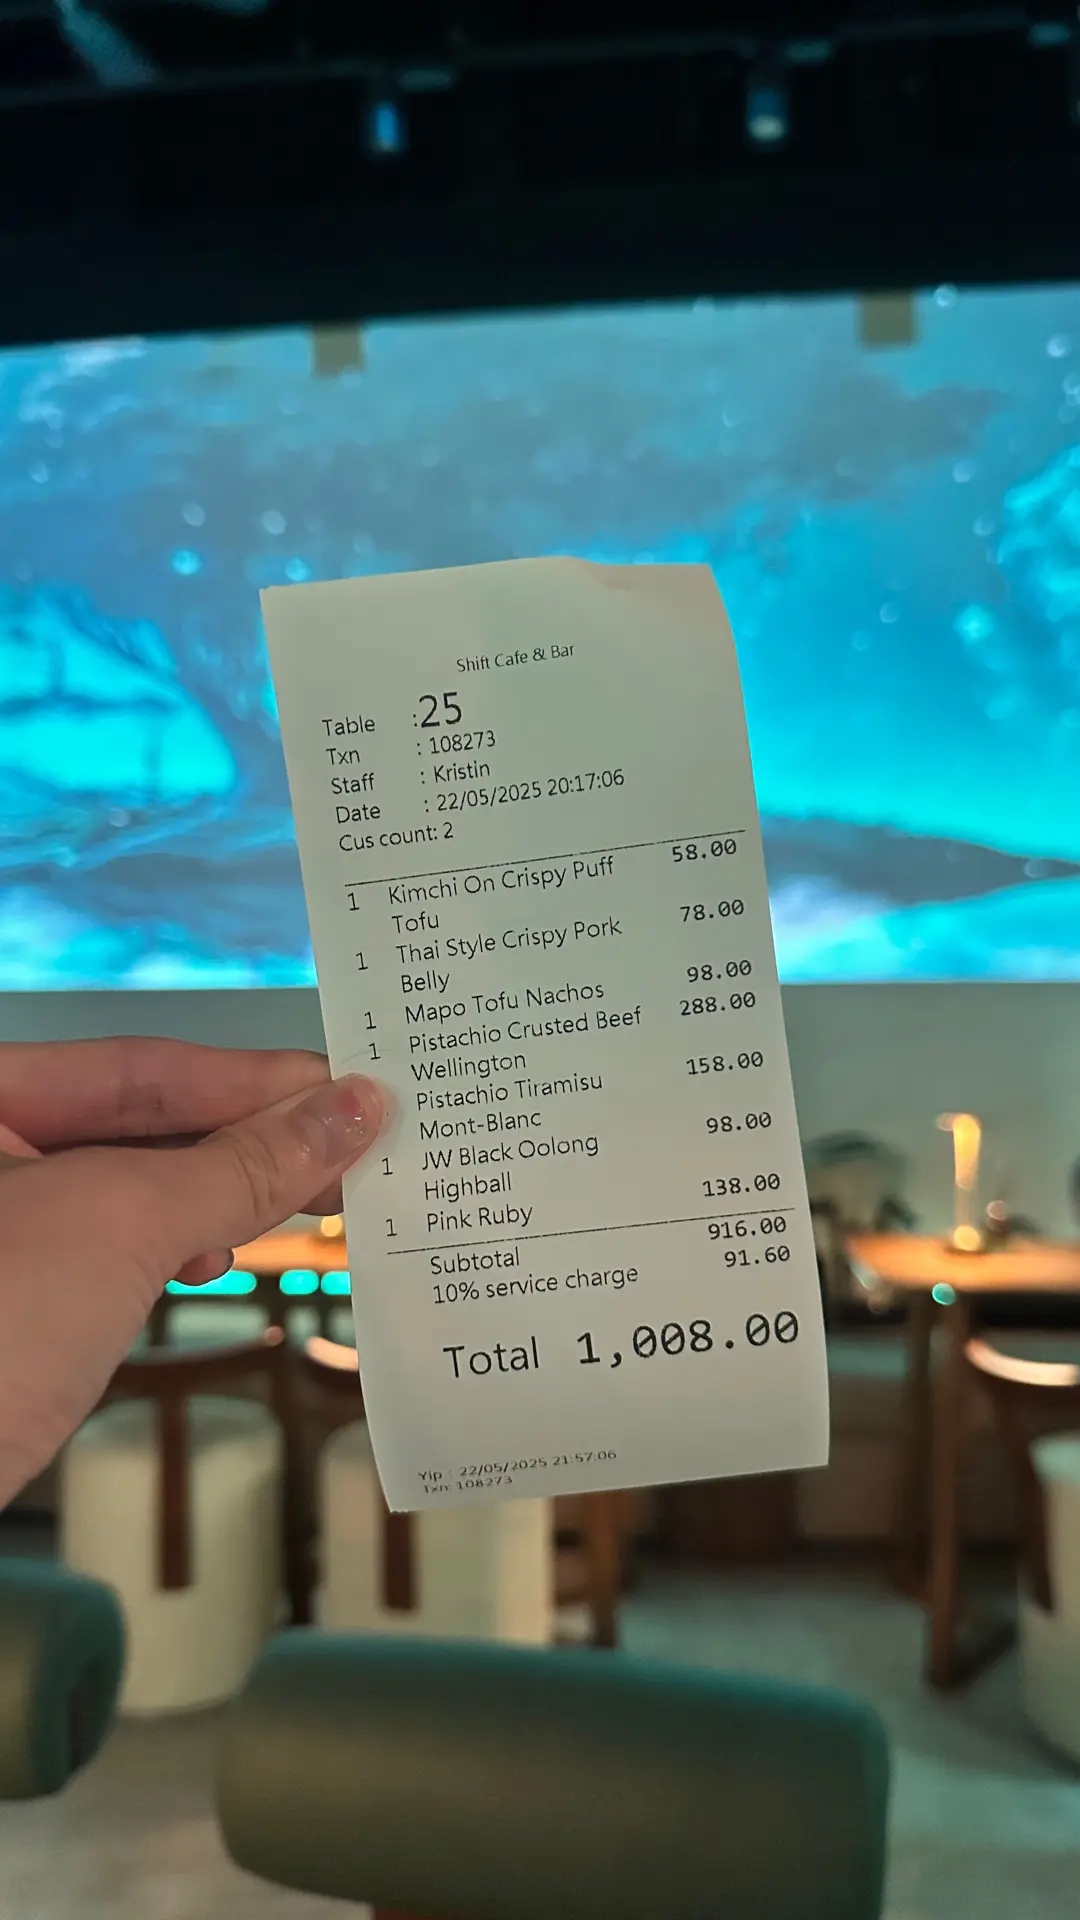 Shift Cafe & Bar
Table :25
Txn : 108273
Staff : Kristin
Date : 22/05/2025 20:17:06
Cus count: 2
1 Kimchi On Crispy Puff 58.00
Tofu
1 Thai Style Crispy Pork 78.00
Belly
1 Mapo Tofu Nachos 98.00
1 Pistachio Crusted Beef 288.00
Wellington
Pistachio Tiramisu 158.00
Mont-Blanc
1 JW Black Oolong 98.00
Highball
1 Pink Ruby 138.00
Subtotal 916.00
10% service charge 91.60
Total 1,008.00
Yip : 22/05/2025 21:57:06
Txn: 108273